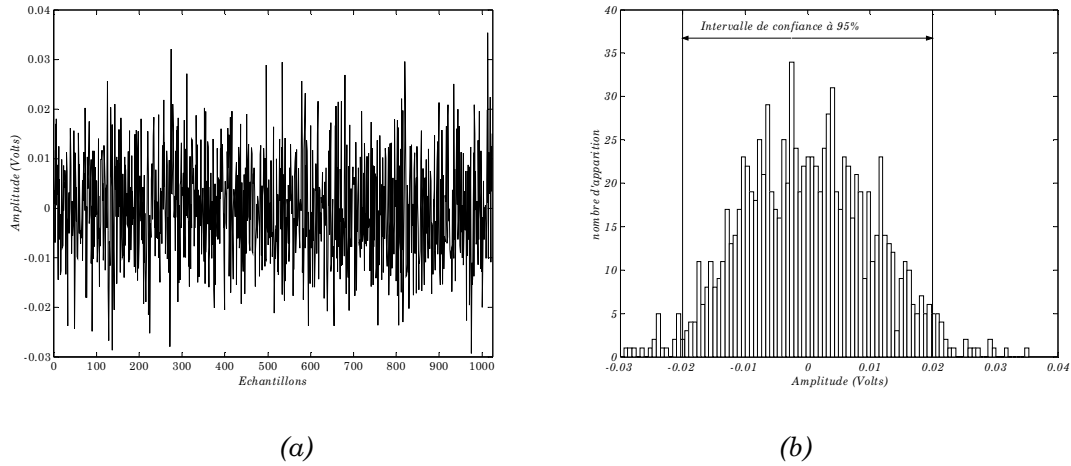 0.04
0.03
0.02
0.01
0
-0.01
-0.02
-0.03
Amplitude (Volts)
0 100 200 300 400 500 600 700 800 900 1000
Echantillons
(a)
40
35
30
25
20
15
10
5
0
nombre d'apparition
Intervalle de confiance à 95%
-0.03 -0.02 -0.01 0 0.01 0.02 0.03 0.04
Amplitude (Volts)
(b)